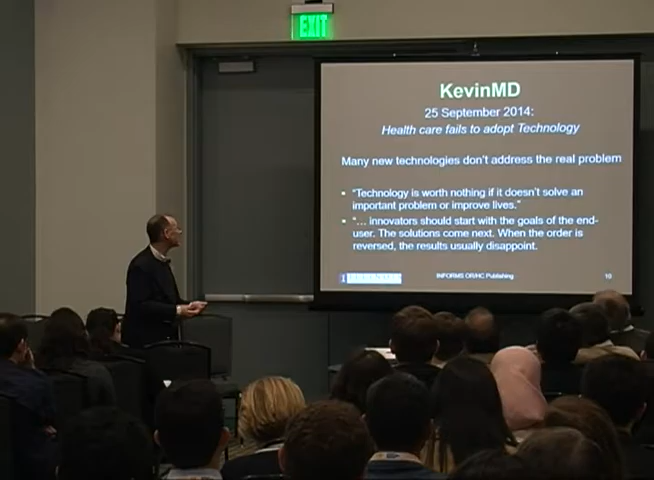 EXIT
KevinMD
25 September 2014:
Health care fails to adopt Technology
Many new technologies don't address the real problem
"Technology is worth nothing if it doesn't solve an
important problem or improve lives."
"… innovators should start with the goals of the end-
user. The solutions come next. When the order is
reversed, the results usually disappoint.
INFORMS OR/HC Publishing
10